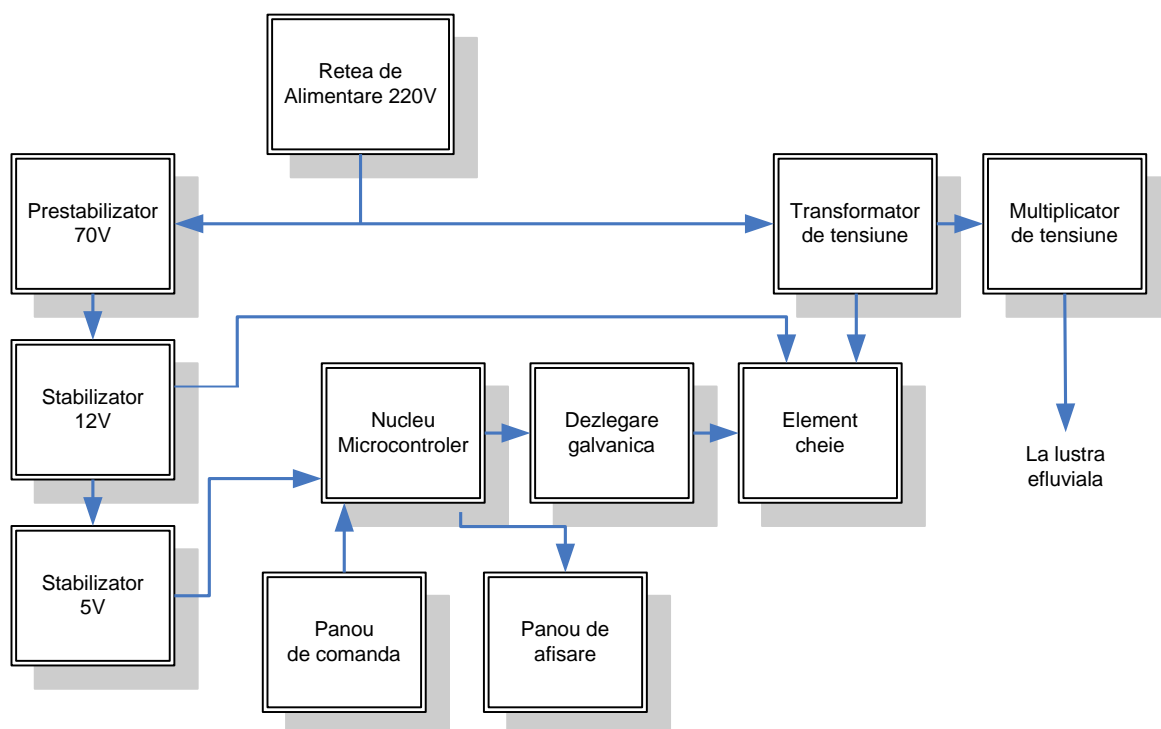 Retea de
Alimentare 220V
Prestabilizator
70V
Transformator
de tensiune
Multiplicator
de tensiune
Stabilizator
12V
Nucleu
Microcontroler
Dezlegare
galvanica
Element
cheie
La lustra
efluviala
Stabilizator
5V
Panou
de comanda
Panou de
afisare